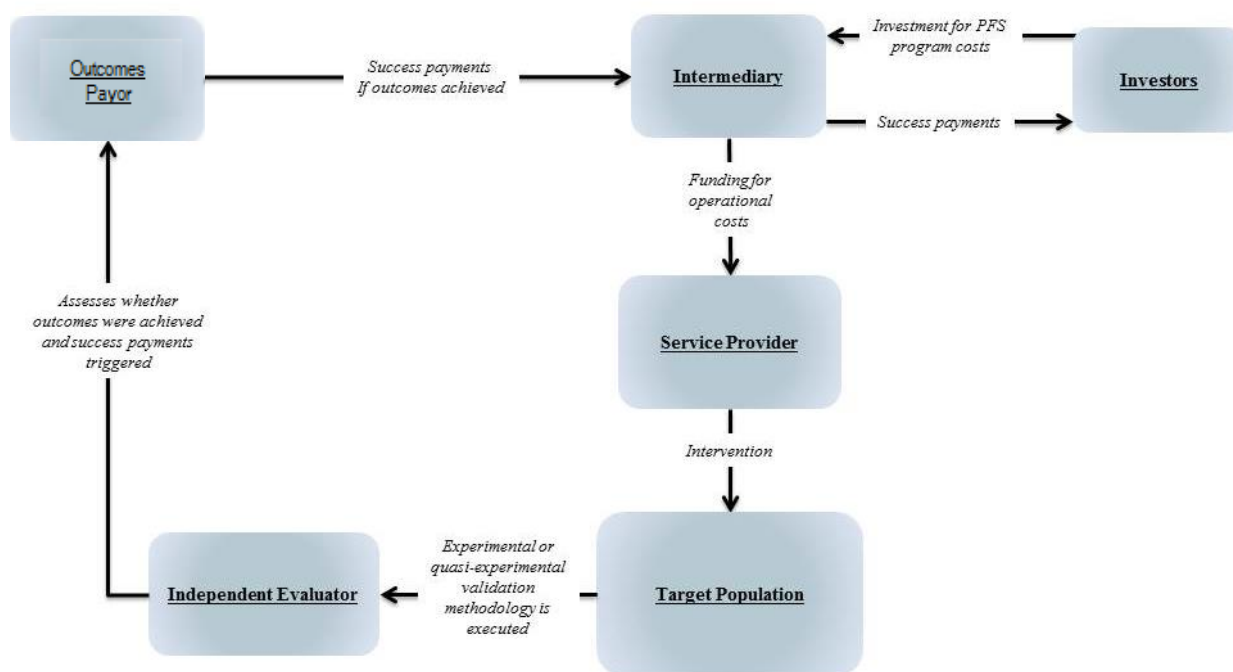 Outcomes
Payor
Success payments
If outcomes achieved
Intermediary
Investment for PFS
program costs
Investors
Success payments
Funding for
operational
costs
Service Provider
Intervention
Target Population
Experimental or
quasi-experimental
validation
methodology is
executed
Independent Evaluator
Assesses whether
outcomes were achieved
and success payments
triggered